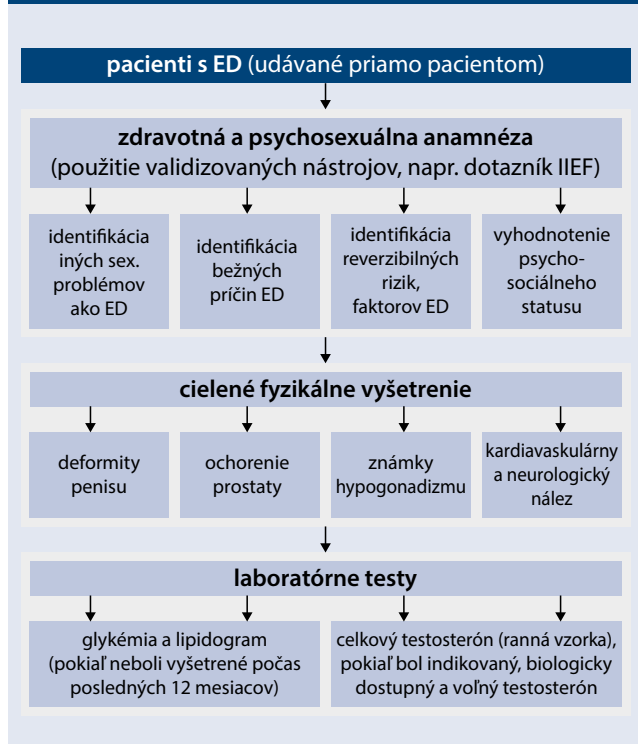 pacienti s ED (udávané priamo pacientom)
zdravotná a psychosexuálna anamnéza
(použitie validizovaných nástrojov, napr. dotazník IIEF)
identifikácia
iných sex.
problémov
ako ED
identifikácia
bežných
príčin ED
identifikácia
reverzibilných
rizik,
faktorov ED
vyhodnotenie
psycho-
sociálneho
statusu
cielené fyzikálne vyšetrenie
deformity
penisu
ochorenie
prostaty
známky
hypogonadizmu
kardiavaskulárny
a neurologický
nález
laboratórne testy
glykémia a lipidogram
(pokiaľ neboli vyšetrené počas
posledných 12 mesiacov)
celkový testosterón (ranná vzorka),
pokiaľ bol indikovaný, biologicky
dostupný a voľný testosterón